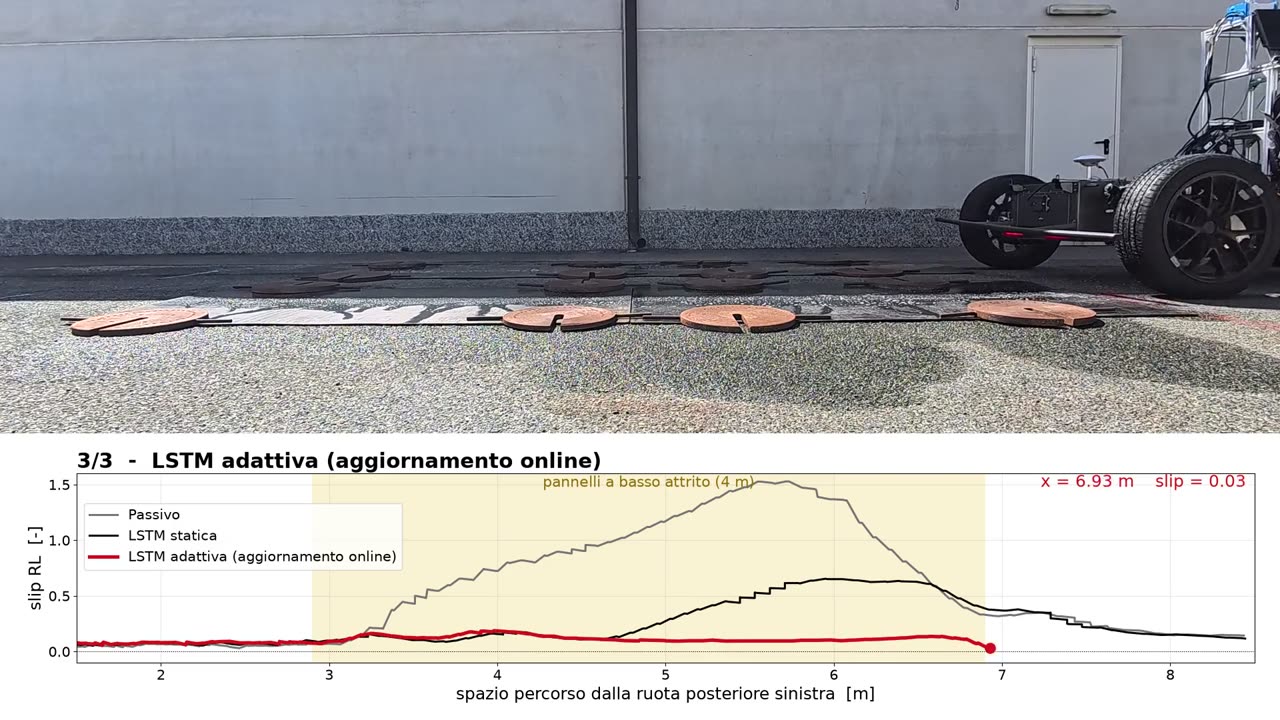 3/3 - LSTM adattiva (aggiornamento online)
pannelli a basso attrito (4 m)
x = 6.93 m slip = 0.03
Passivo
LSTM statica
LSTM adattiva (aggiornamento online)
slip RL [-]
1.5
1.0
0.5
0.0
2 3 4 5 6 7 8
spazio percorso dalla ruota posteriore sinistra [m]